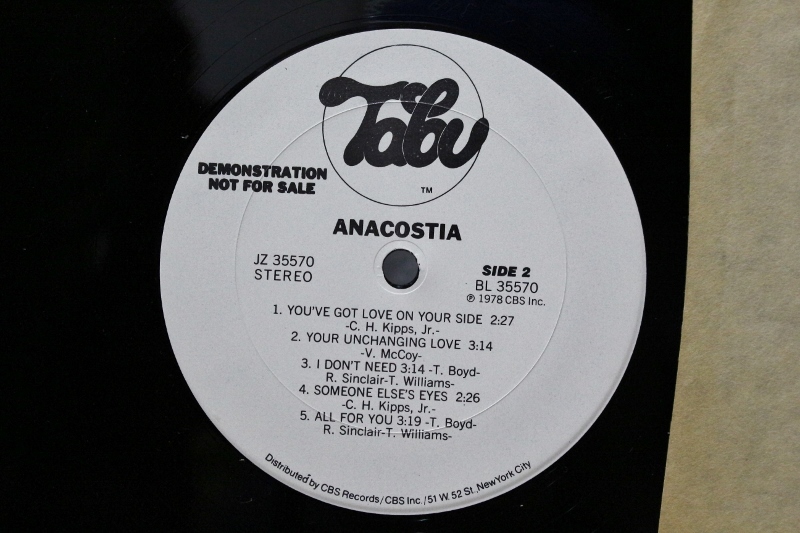 Tabu
TM
DEMONSTRATION
NOT FOR SALE
ANACOSTIA
JZ 35570
STEREO
SIDE 2
BL 35570
℗ 1978 CBS Inc.
1. YOU'VE GOT LOVE ON YOUR SIDE 2:27
-C. H. Kipps, Jr.-
2. YOUR UNCHANGING LOVE 3:14
-V. McCoy-
3. I DON'T NEED 3:14 -T. Boyd-
R. Sinclair-T. Williams-
4. SOMEONE ELSE'S EYES 2:26
-C. H. Kipps, Jr.-
5. ALL FOR YOU 3:19 -T. Boyd-
R. Sinclair-T. Williams-
Distributed by CBS Records/CBS Inc./51 W. 52 St., New York City